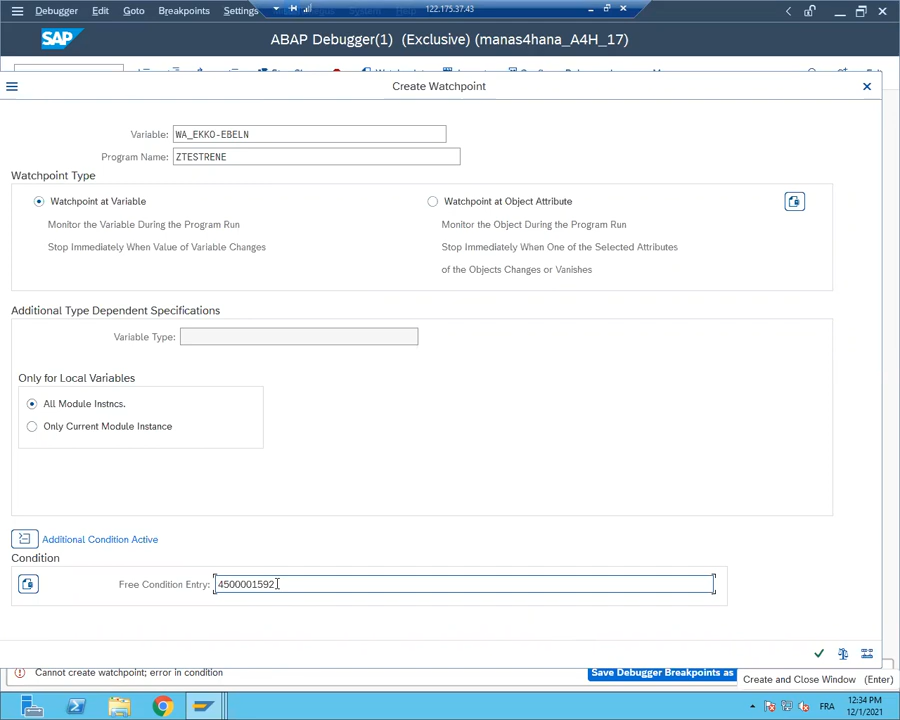 Debugger Edit Goto Breakpoints Settings 122.175.37.43
SAP ABAP Debugger(1) (Exclusive) (manas4hana_A4H_17)
Create Watchpoint
Variable: WA_EKKO-EBELN
Program Name: ZTESTRENE
Watchpoint Type
Watchpoint at Variable Watchpoint at Object Attribute
Monitor the Variable During the Program Run Monitor the Object During the Program Run
Stop Immediately When Value of Variable Changes Stop Immediately When One of the Selected Attributes
of the Objects Changes or Vanishes
Additional Type Dependent Specifications
Variable Type:
Only for Local Variables
All Module Instncs.
Only Current Module Instance
Additional Condition Active
Condition
Free Condition Entry: 4500001592
Cannot create watchpoint; error in condition Save Debugger Breakpoints as Create and Close Window (Enter)
FRA 12:34 PM
12/1/2021